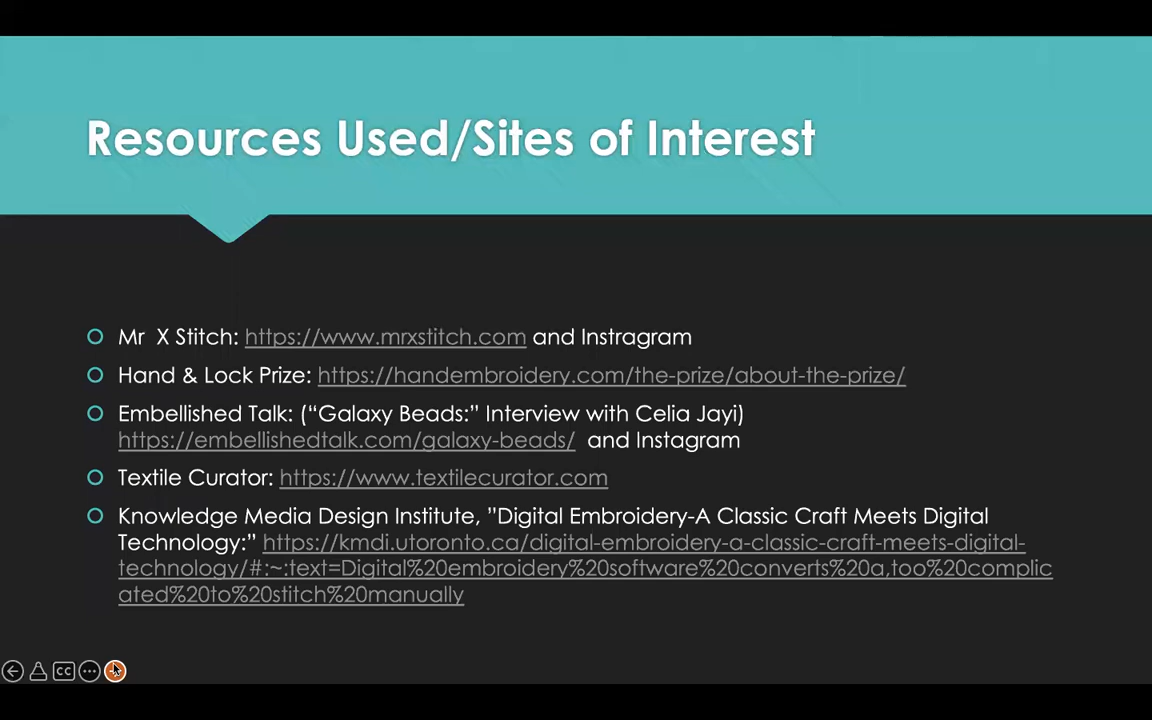 Resources Used/Sites of Interest
Mr  X Stitch: https://www.mrxstitch.com and Instragram
Hand & Lock Prize: https://handembroidery.com/the-prize/about-the-prize/
Embellished Talk: (“Galaxy Beads:” Interview with Celia Jayi)
https://embellishedtalk.com/galaxy-beads/  and Instagram
Textile Curator: https://www.textilecurator.com
Knowledge Media Design Institute, ”Digital Embroidery-A Classic Craft Meets Digital
Technology:” https://kmdi.utoronto.ca/digital-embroidery-a-classic-craft-meets-digital-
technology/#:~:text=Digital%20embroidery%20software%20converts%20a,too%20complic
ated%20to%20stitch%20manually
CC